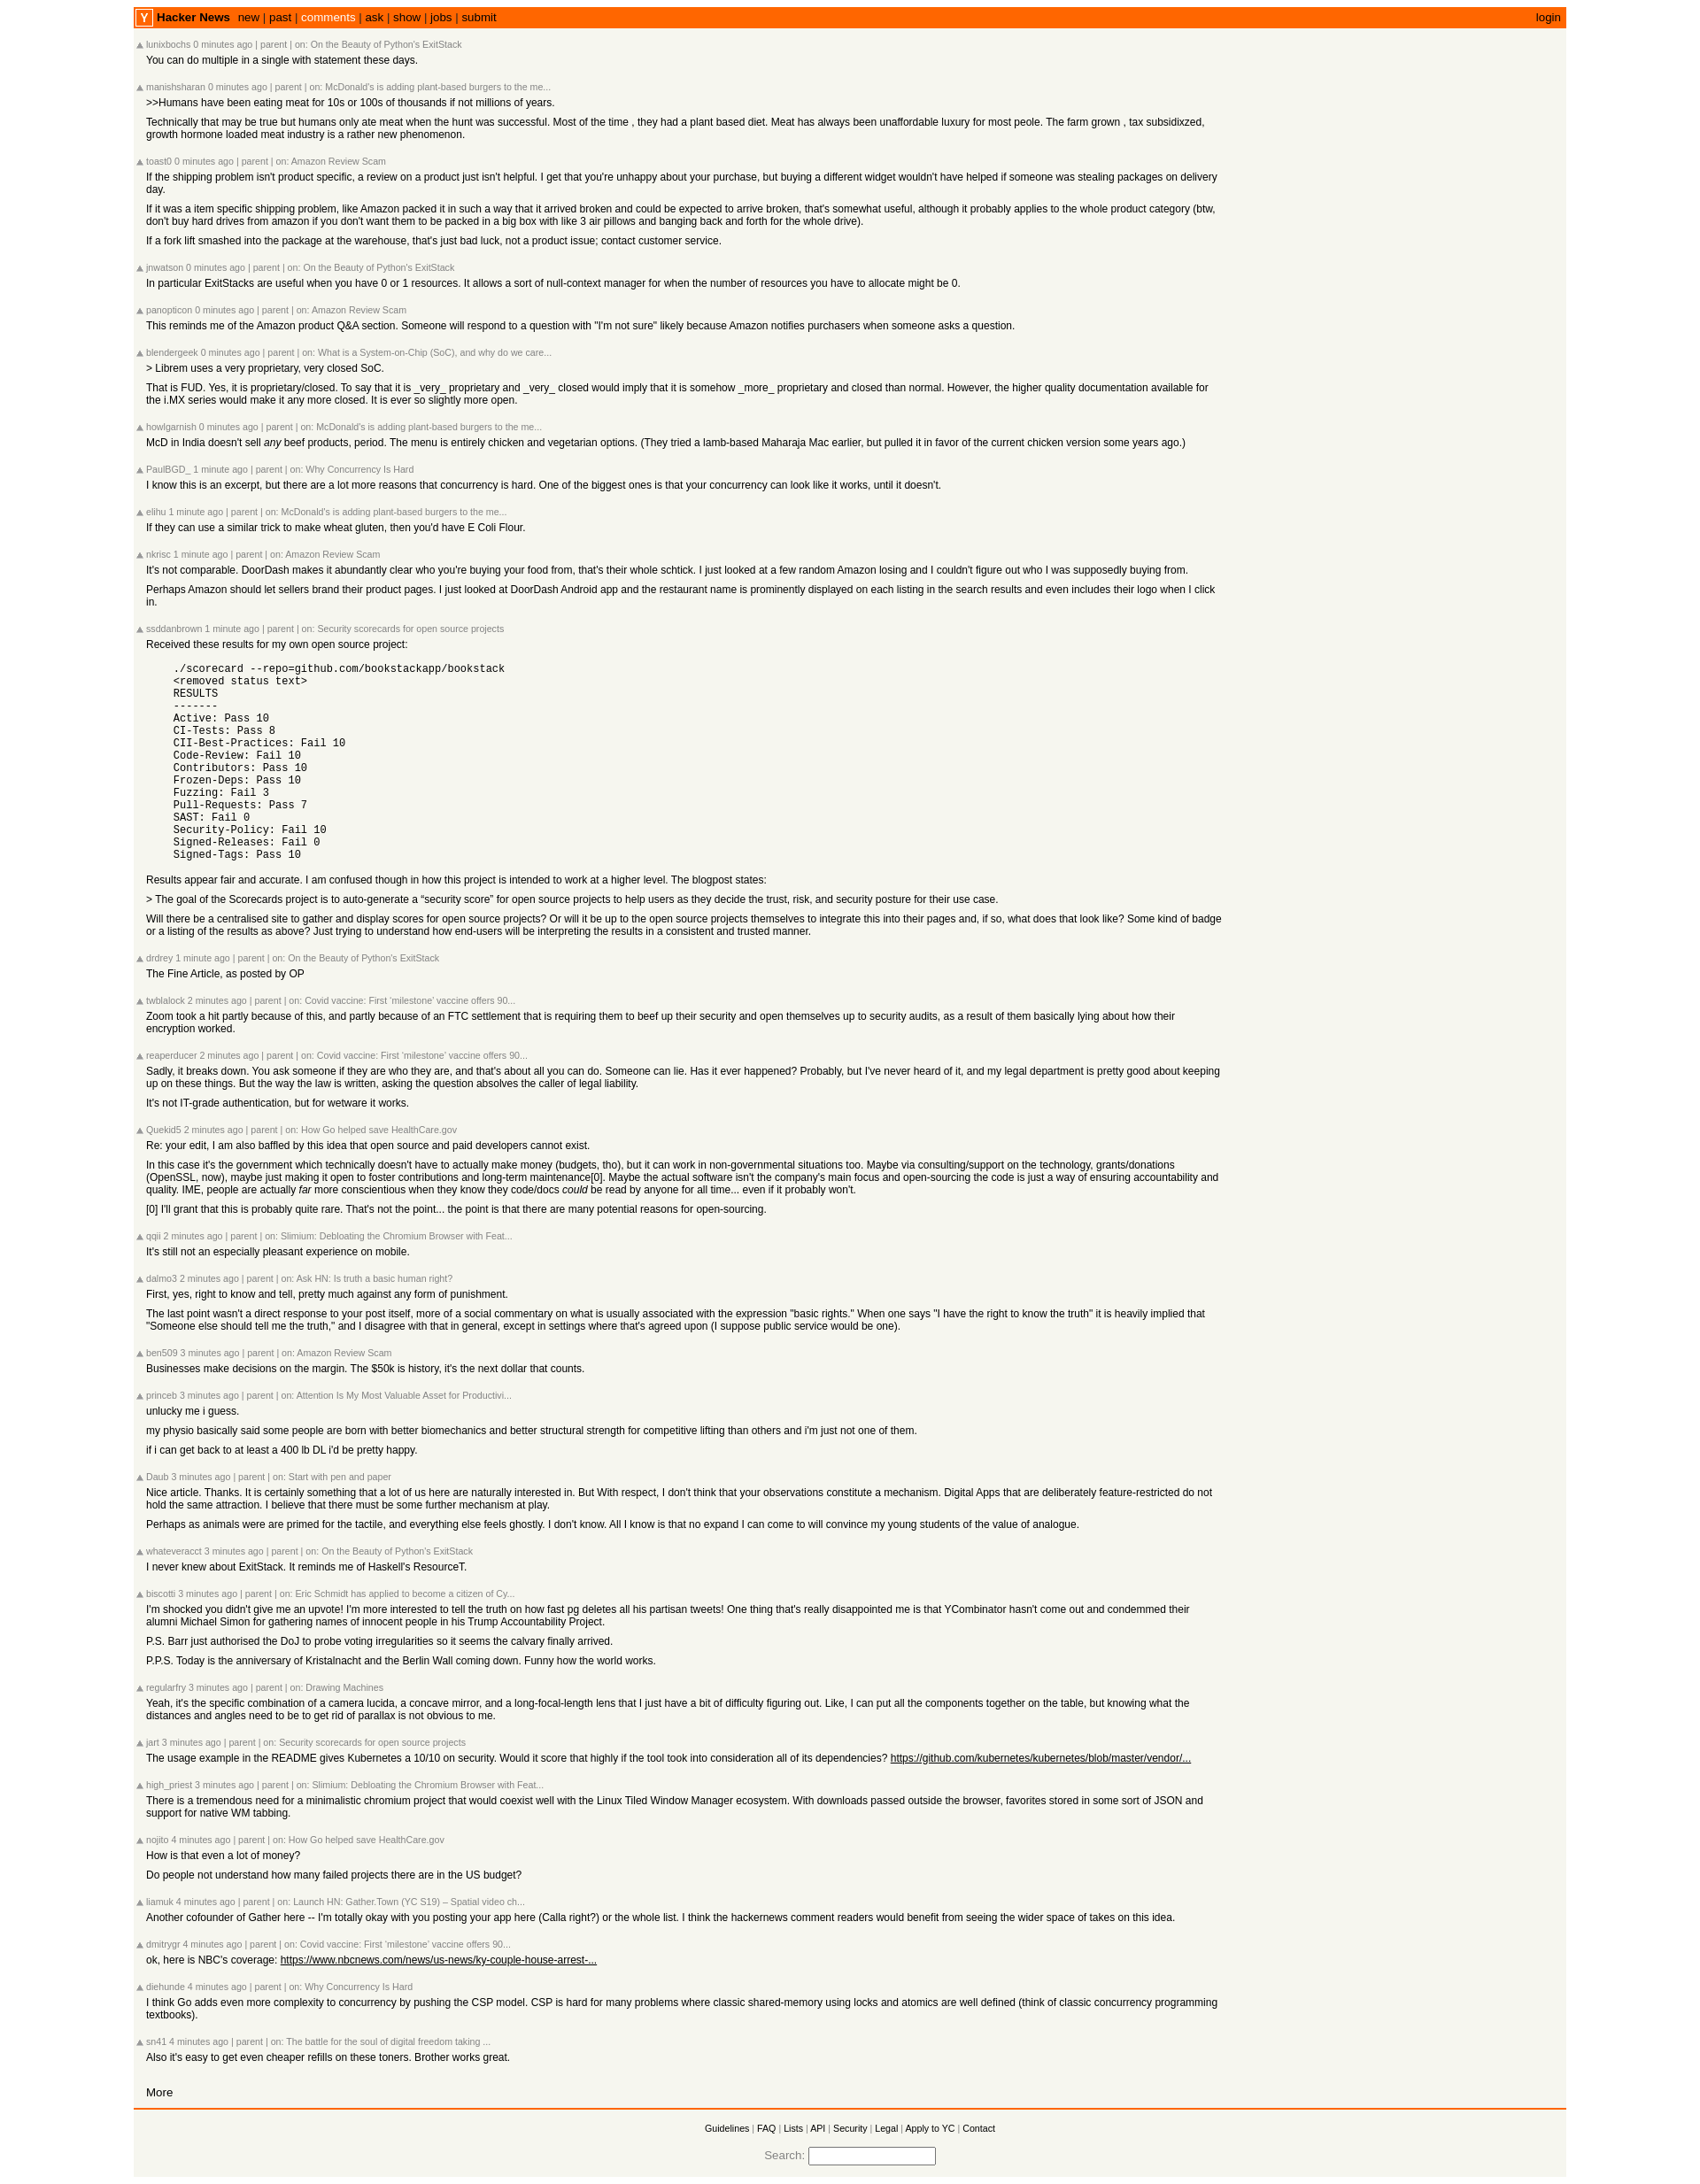 Y Hacker News new | past | comments | ask | show | jobs | submit login
lunixbochs 0 minutes ago | parent | on: On the Beauty of Python's ExitStack
You can do multiple in a single with statement these days.
manishsharan 0 minutes ago | parent | on: McDonald's is adding plant-based burgers to the me...
>>Humans have been eating meat for 10s or 100s of thousands if not millions of years.
Technically that may be true but humans only ate meat when the hunt was successful. Most of the time , they had a plant based diet. Meat has always been unaffordable luxury for most peole. The farm grown , tax subsidixzed,
growth hormone loaded meat industry is a rather new phenomenon.
toast0 0 minutes ago | parent | on: Amazon Review Scam
If the shipping problem isn't product specific, a review on a product just isn't helpful. I get that you're unhappy about your purchase, but buying a different widget wouldn't have helped if someone was stealing packages on delivery
day.
If it was a item specific shipping problem, like Amazon packed it in such a way that it arrived broken and could be expected to arrive broken, that's somewhat useful, although it probably applies to the whole product category (btw,
don't buy hard drives from amazon if you don't want them to be packed in a big box with like 3 air pillows and banging back and forth for the whole drive).
If a fork lift smashed into the package at the warehouse, that's just bad luck, not a product issue; contact customer service.
jnwatson 0 minutes ago | parent | on: On the Beauty of Python's ExitStack
In particular ExitStacks are useful when you have 0 or 1 resources. It allows a sort of null-context manager for when the number of resources you have to allocate might be 0.
panopticon 0 minutes ago | parent | on: Amazon Review Scam
This reminds me of the Amazon product Q&A section. Someone will respond to a question with "I'm not sure" likely because Amazon notifies purchasers when someone asks a question.
blendergeek 0 minutes ago | parent | on: What is a System-on-Chip (SoC), and why do we care...
> Librem uses a very proprietary, very closed SoC.
That is FUD. Yes, it is proprietary/closed. To say that it is _very_ proprietary and _very_ closed would imply that it is somehow _more_ proprietary and closed than normal. However, the higher quality documentation available for
the i.MX series would make it any more closed. It is ever so slightly more open.
howlgarnish 0 minutes ago | parent | on: McDonald's is adding plant-based burgers to the me...
McD in India doesn't sell any beef products, period. The menu is entirely chicken and vegetarian options. (They tried a lamb-based Maharaja Mac earlier, but pulled it in favor of the current chicken version some years ago.)
PaulBGD_ 1 minute ago | parent | on: Why Concurrency Is Hard
I know this is an excerpt, but there are a lot more reasons that concurrency is hard. One of the biggest ones is that your concurrency can look like it works, until it doesn't.
elihu 1 minute ago | parent | on: McDonald's is adding plant-based burgers to the me...
If they can use a similar trick to make wheat gluten, then you'd have E Coli Flour.
nkrisc 1 minute ago | parent | on: Amazon Review Scam
It's not comparable. DoorDash makes it abundantly clear who you're buying your food from, that's their whole schtick. I just looked at a few random Amazon losing and I couldn't figure out who I was supposedly buying from.
Perhaps Amazon should let sellers brand their product pages. I just looked at DoorDash Android app and the restaurant name is prominently displayed on each listing in the search results and even includes their logo when I click
in.
ssddanbrown 1 minute ago | parent | on: Security scorecards for open source projects
Received these results for my own open source project:
./scorecard --repo=github.com/bookstackapp/bookstack
<removed status text>
RESULTS
-------
Active: Pass 10
CI-Tests: Pass 8
CII-Best-Practices: Fail 10
Code-Review: Fail 10
Contributors: Pass 10
Frozen-Deps: Pass 10
Fuzzing: Fail 3
Pull-Requests: Pass 7
SAST: Fail 0
Security-Policy: Fail 10
Signed-Releases: Fail 0
Signed-Tags: Pass 10
Results appear fair and accurate. I am confused though in how this project is intended to work at a higher level. The blogpost states:
> The goal of the Scorecards project is to auto-generate a “security score” for open source projects to help users as they decide the trust, risk, and security posture for their use case.
Will there be a centralised site to gather and display scores for open source projects? Or will it be up to the open source projects themselves to integrate this into their pages and, if so, what does that look like? Some kind of badge
or a listing of the results as above? Just trying to understand how end-users will be interpreting the results in a consistent and trusted manner.
drdrey 1 minute ago | parent | on: On the Beauty of Python's ExitStack
The Fine Article, as posted by OP
twblalock 2 minutes ago | parent | on: Covid vaccine: First ‘milestone’ vaccine offers 90...
Zoom took a hit partly because of this, and partly because of an FTC settlement that is requiring them to beef up their security and open themselves up to security audits, as a result of them basically lying about how their
encryption worked.
reaperducer 2 minutes ago | parent | on: Covid vaccine: First ‘milestone’ vaccine offers 90...
Sadly, it breaks down. You ask someone if they are who they are, and that's about all you can do. Someone can lie. Has it ever happened? Probably, but I've never heard of it, and my legal department is pretty good about keeping
up on these things. But the way the law is written, asking the question absolves the caller of legal liability.
It's not IT-grade authentication, but for wetware it works.
Quekid5 2 minutes ago | parent | on: How Go helped save HealthCare.gov
Re: your edit, I am also baffled by this idea that open source and paid developers cannot exist.
In this case it's the government which technically doesn't have to actually make money (budgets, tho), but it can work in non-governmental situations too. Maybe via consulting/support on the technology, grants/donations
(OpenSSL, now), maybe just making it open to foster contributions and long-term maintenance[0]. Maybe the actual software isn't the company's main focus and open-sourcing the code is just a way of ensuring accountability and
quality. IME, people are actually far more conscientious when they know they code/docs could be read by anyone for all time... even if it probably won't.
[0] I'll grant that this is probably quite rare. That's not the point... the point is that there are many potential reasons for open-sourcing.
qqii 2 minutes ago | parent | on: Slimium: Debloating the Chromium Browser with Feat...
It's still not an especially pleasant experience on mobile.
dalmo3 2 minutes ago | parent | on: Ask HN: Is truth a basic human right?
First, yes, right to know and tell, pretty much against any form of punishment.
The last point wasn't a direct response to your post itself, more of a social commentary on what is usually associated with the expression "basic rights." When one says "I have the right to know the truth" it is heavily implied that
"Someone else should tell me the truth," and I disagree with that in general, except in settings where that's agreed upon (I suppose public service would be one).
ben509 3 minutes ago | parent | on: Amazon Review Scam
Businesses make decisions on the margin. The $50k is history, it's the next dollar that counts.
princeb 3 minutes ago | parent | on: Attention Is My Most Valuable Asset for Productivi...
unlucky me i guess.
my physio basically said some people are born with better biomechanics and better structural strength for competitive lifting than others and i'm just not one of them.
if i can get back to at least a 400 lb DL i'd be pretty happy.
Daub 3 minutes ago | parent | on: Start with pen and paper
Nice article. Thanks. It is certainly something that a lot of us here are naturally interested in. But With respect, I don't think that your observations constitute a mechanism. Digital Apps that are deliberately feature-restricted do not
hold the same attraction. I believe that there must be some further mechanism at play.
Perhaps as animals were are primed for the tactile, and everything else feels ghostly. I don't know. All I know is that no expand I can come to will convince my young students of the value of analogue.
whateveracct 3 minutes ago | parent | on: On the Beauty of Python's ExitStack
I never knew about ExitStack. It reminds me of Haskell's ResourceT.
biscotti 3 minutes ago | parent | on: Eric Schmidt has applied to become a citizen of Cy...
I'm shocked you didn't give me an upvote! I'm more interested to tell the truth on how fast pg deletes all his partisan tweets! One thing that's really disappointed me is that YCombinator hasn't come out and condemmed their
alumni Michael Simon for gathering names of innocent people in his Trump Accountability Project.
P.S. Barr just authorised the DoJ to probe voting irregularities so it seems the calvary finally arrived.
P.P.S. Today is the anniversary of Kristalnacht and the Berlin Wall coming down. Funny how the world works.
regularfry 3 minutes ago | parent | on: Drawing Machines
Yeah, it's the specific combination of a camera lucida, a concave mirror, and a long-focal-length lens that I just have a bit of difficulty figuring out. Like, I can put all the components together on the table, but knowing what the
distances and angles need to be to get rid of parallax is not obvious to me.
jart 3 minutes ago | parent | on: Security scorecards for open source projects
The usage example in the README gives Kubernetes a 10/10 on security. Would it score that highly if the tool took into consideration all of its dependencies? https://github.com/kubernetes/kubernetes/blob/master/vendor/...
high_priest 3 minutes ago | parent | on: Slimium: Debloating the Chromium Browser with Feat...
There is a tremendous need for a minimalistic chromium project that would coexist well with the Linux Tiled Window Manager ecosystem. With downloads passed outside the browser, favorites stored in some sort of JSON and
support for native WM tabbing.
nojito 4 minutes ago | parent | on: How Go helped save HealthCare.gov
How is that even a lot of money?
Do people not understand how many failed projects there are in the US budget?
liamuk 4 minutes ago | parent | on: Launch HN: Gather.Town (YC S19) – Spatial video ch...
Another cofounder of Gather here -- I'm totally okay with you posting your app here (Calla right?) or the whole list. I think the hackernews comment readers would benefit from seeing the wider space of takes on this idea.
dmitrygr 4 minutes ago | parent | on: Covid vaccine: First ‘milestone’ vaccine offers 90...
ok, here is NBC's coverage: https://www.nbcnews.com/news/us-news/ky-couple-house-arrest-...
diehunde 4 minutes ago | parent | on: Why Concurrency Is Hard
I think Go adds even more complexity to concurrency by pushing the CSP model. CSP is hard for many problems where classic shared-memory using locks and atomics are well defined (think of classic concurrency programming
textbooks).
sn41 4 minutes ago | parent | on: The battle for the soul of digital freedom taking ...
Also it's easy to get even cheaper refills on these toners. Brother works great.
More
Guidelines | FAQ | Lists | API | Security | Legal | Apply to YC | Contact
Search: